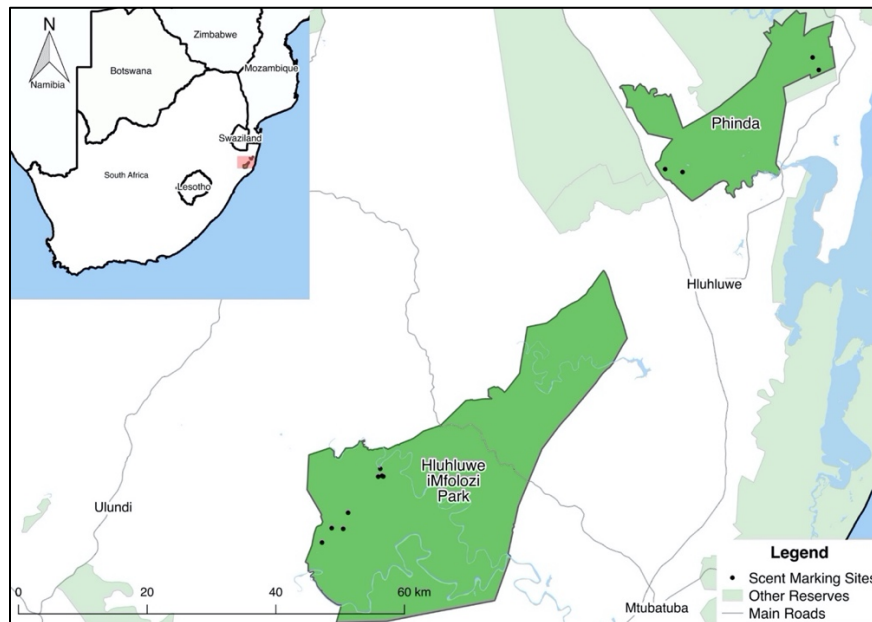 N
Namibia
Zimbabwe
Botswana
Mozambique
Swaziland
South Africa
Lesotho
Phinda
Hluhluwe
Hluhluwe
iMfolozi
Park
Ulundi
Mtubatuba
0 20 40 60 km
Legend
Scent Marking Sites
Other Reserves
Main Roads